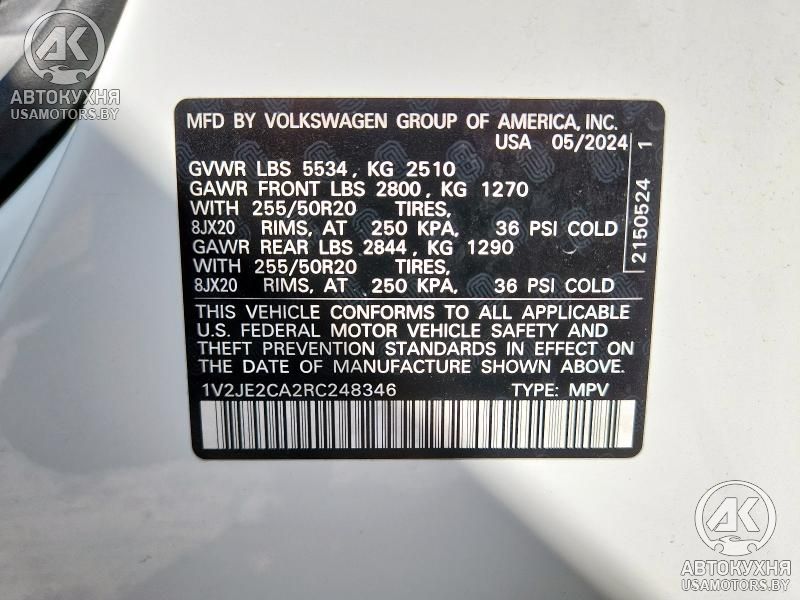 AK
АВТОКУХНЯ
USAMOTORS.BY
MFD BY VOLKSWAGEN GROUP OF AMERICA, INC.
USA 05/2024
GVWR LBS 5534, KG 2510
GAWR FRONT LBS 2800, KG 1270
WITH 255/50R20 TIRES,
8JX20 RIMS, AT 250 KPA, 36 PSI COLD
GAWR REAR LBS 2844, KG 1290
WITH 255/50R20 TIRES,
8JX20 RIMS, AT 250 KPA, 36 PSI COLD
2150524 1
THIS VEHICLE CONFORMS TO ALL APPLICABLE
U.S. FEDERAL MOTOR VEHICLE SAFETY AND
THEFT PREVENTION STANDARDS IN EFFECT ON
THE DATE OF MANUFACTURE SHOWN ABOVE.
1V2JE2CA2RC248346 TYPE: MPV
AK
АВТОКУХНЯ
USAMOTORS.BY